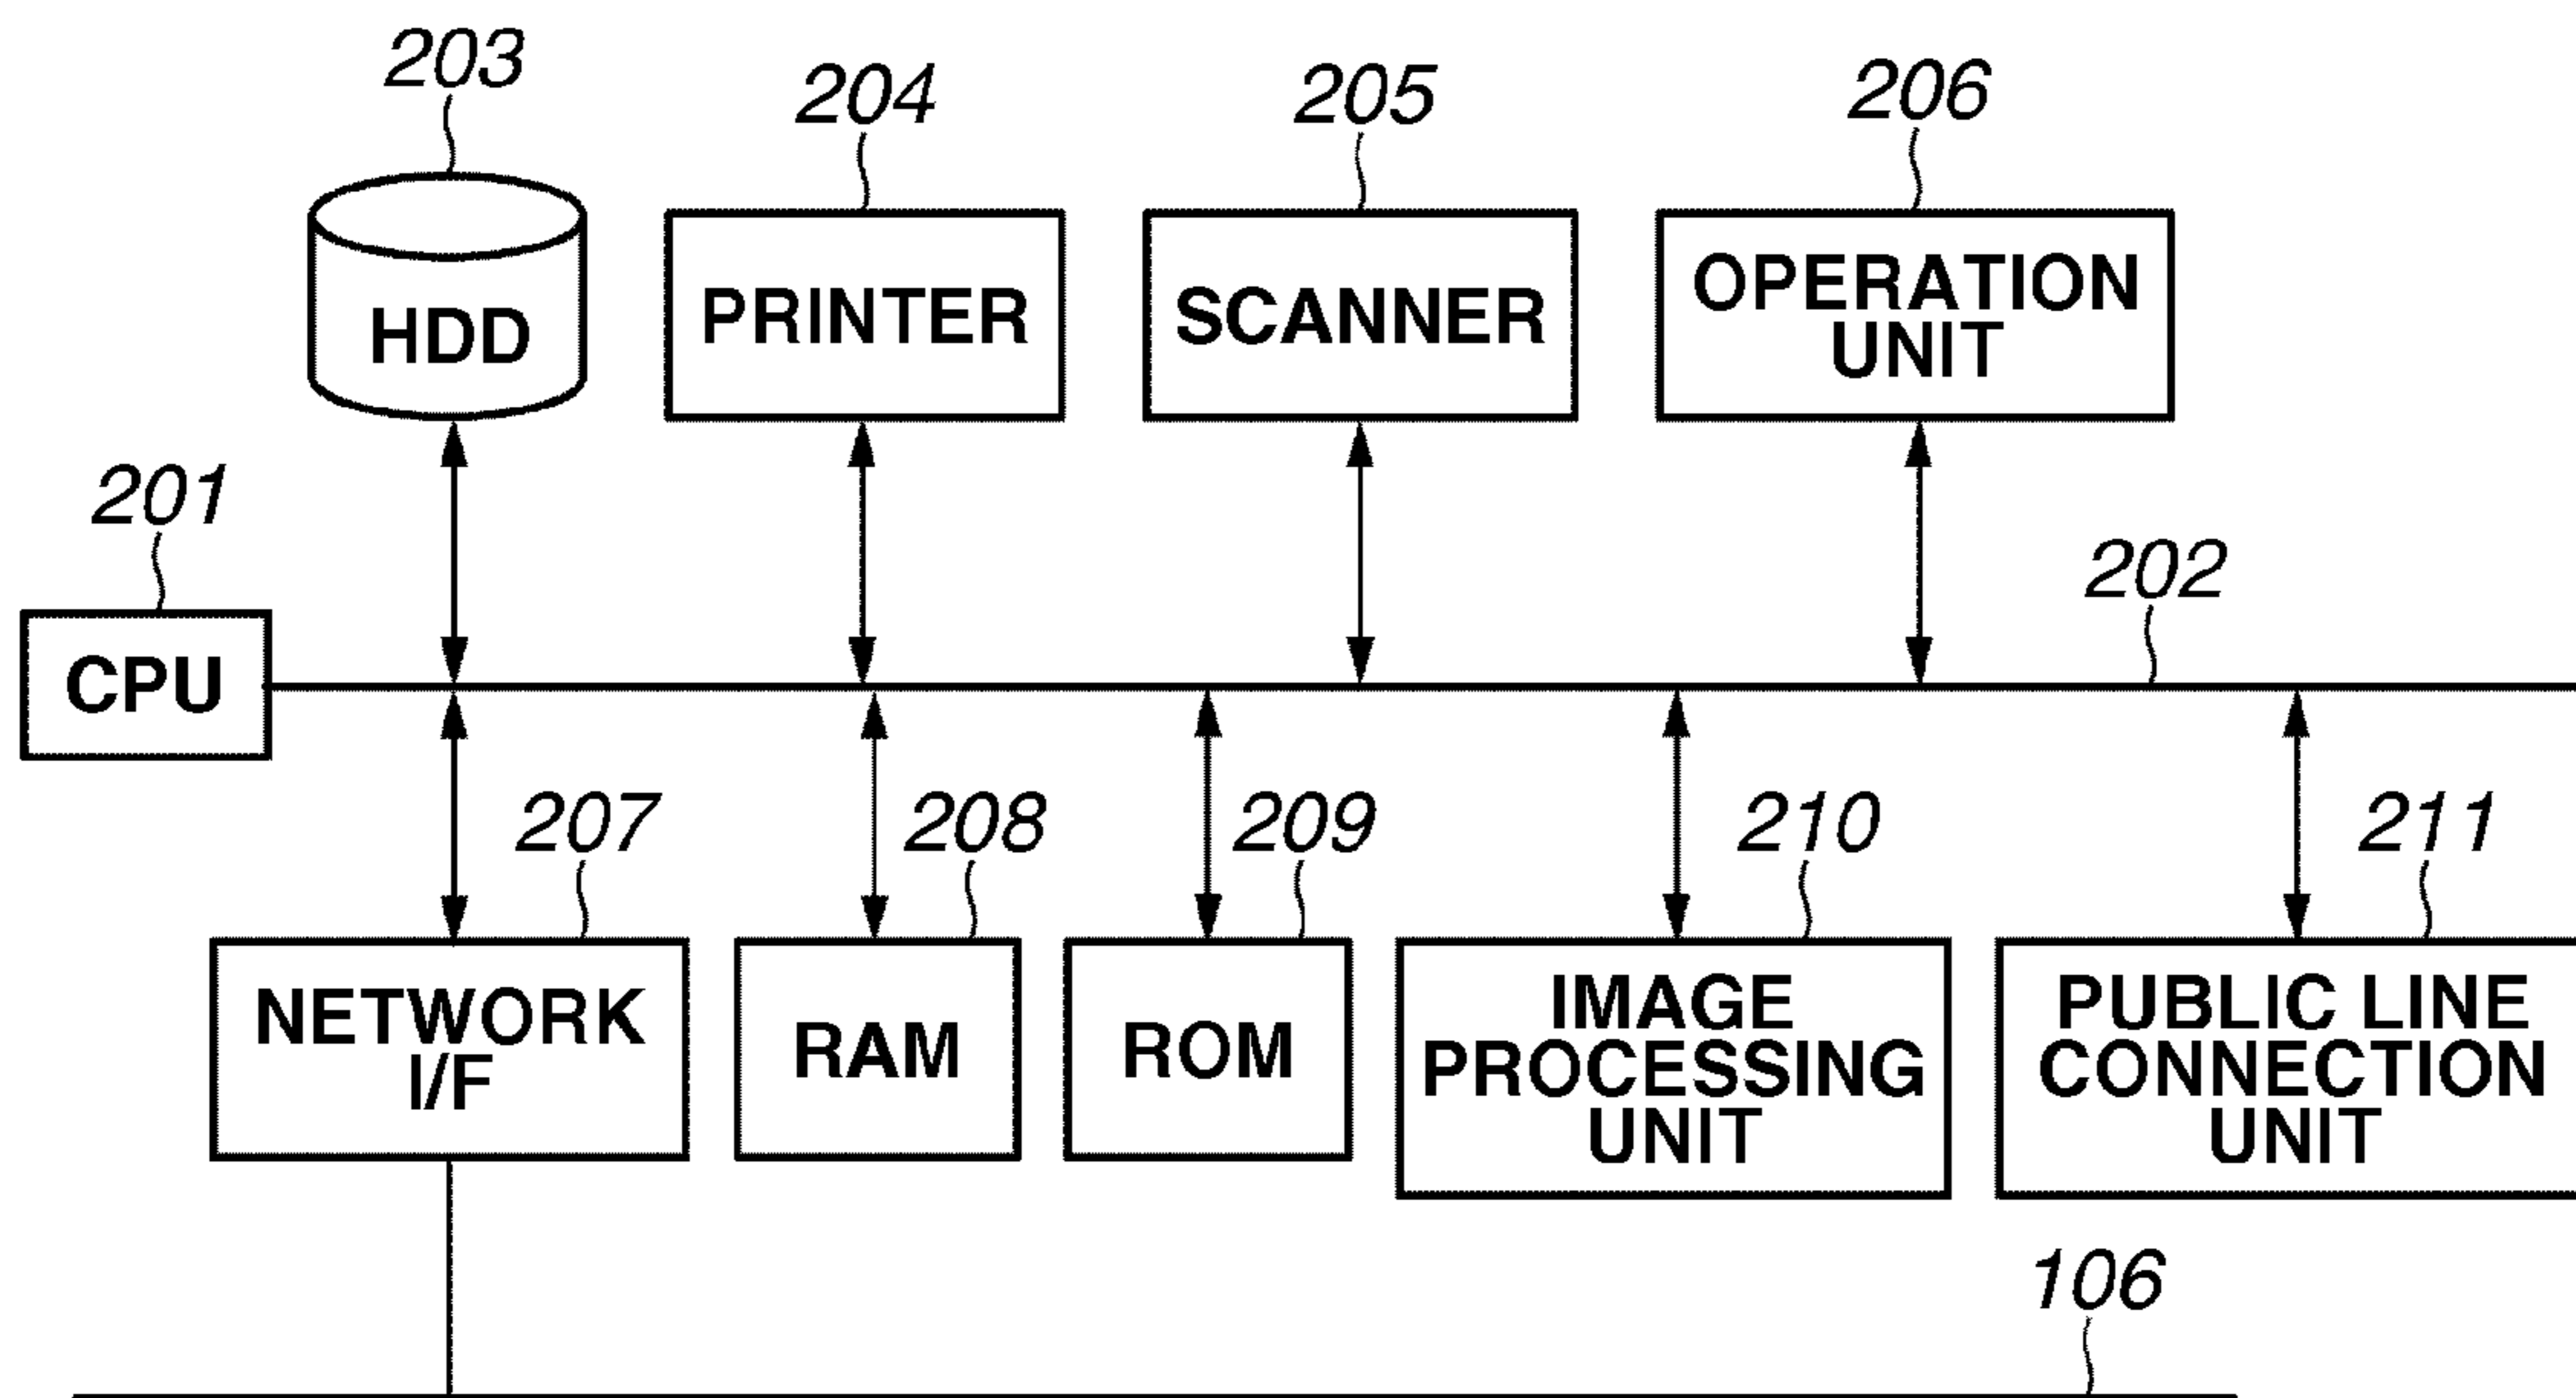 203
204
205
206
HDD
PRINTER
SCANNER
OPERATION
UNIT
201
202
CPU
207
208
209
210
211
NETWORK
I/F
RAM
ROM
IMAGE
PROCESSING
UNIT
PUBLIC LINE
CONNECTION
UNIT
106